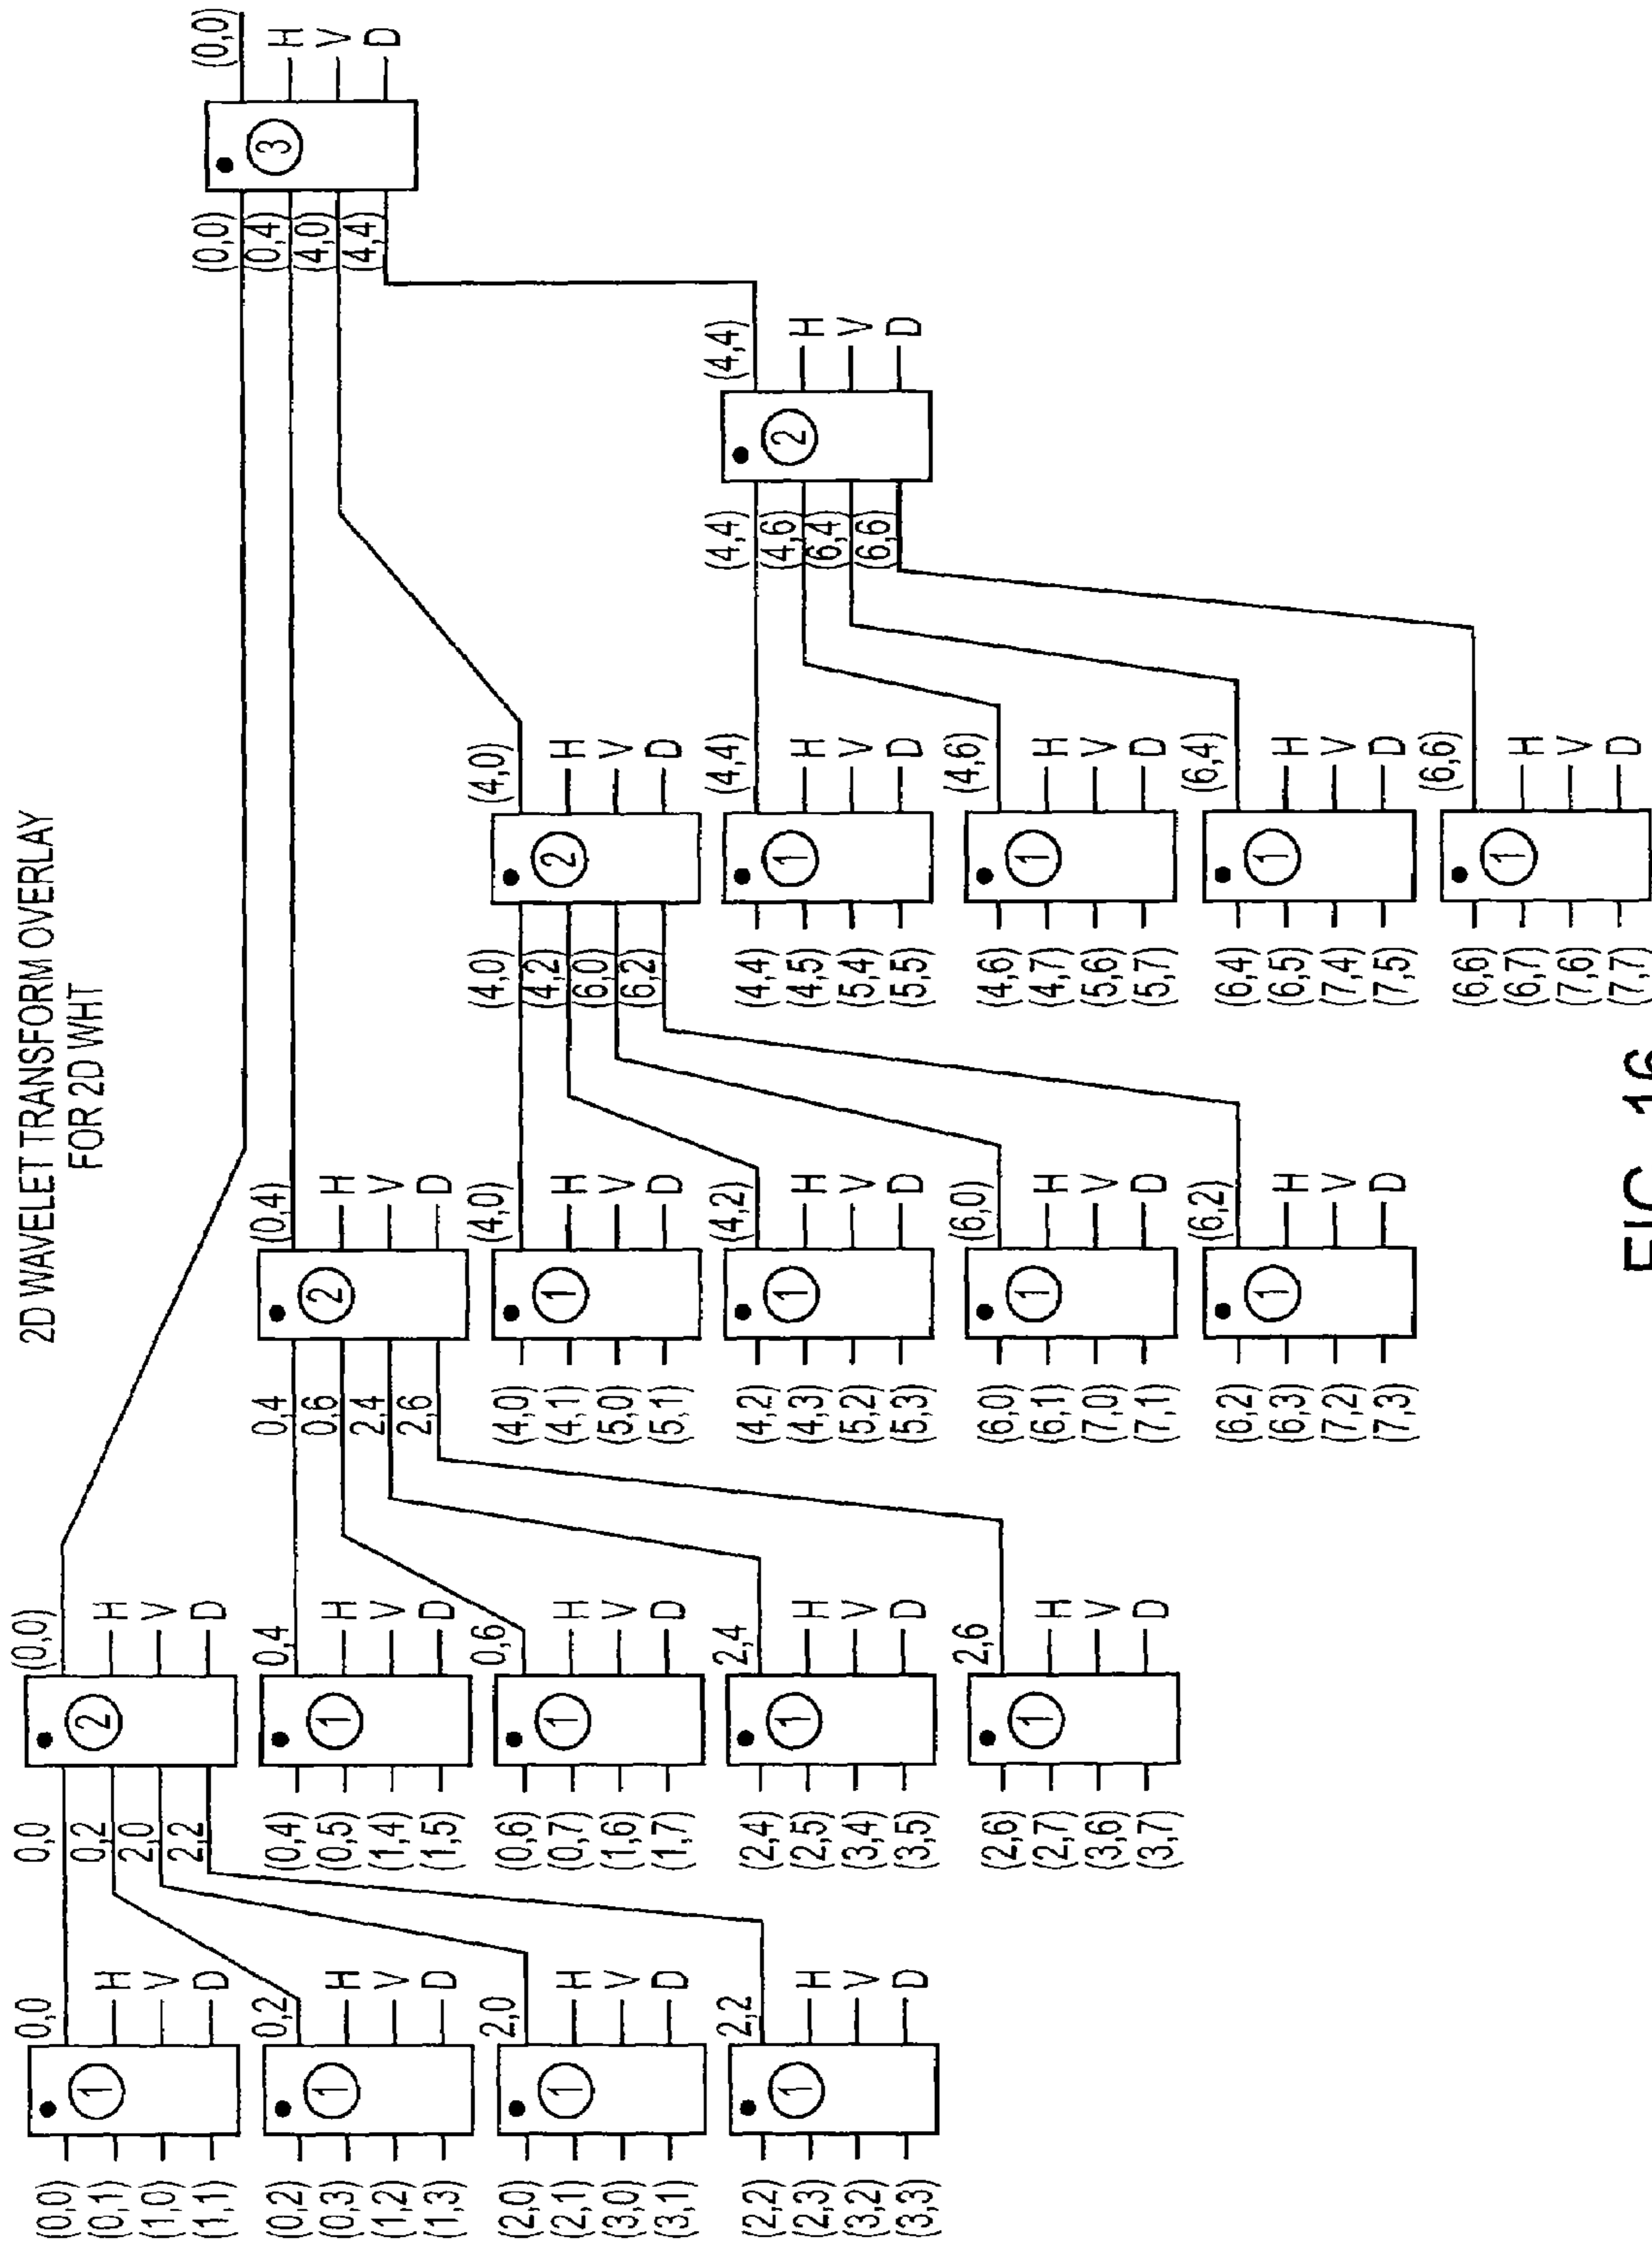 2D WAVELET TRANSFORM OVERLAY
FOR 2D WHT
(0,0)
(0,1)
(1,0)
(1,1)
1
0,0
H
V
D
(0,2)
(0,3)
(1,2)
(1,3)
1
0,2
H
V
D
(2,0)
(2,1)
(3,0)
(3,1)
1
2,0
H
V
D
(2,2)
(2,3)
(3,2)
(3,3)
1
2,2
H
V
D
0,0
0,2
2,0
2,2
2
(0,0)
H
V
D
(0,4)
(0,5)
(1,4)
(1,5)
1
0,4
H
V
D
(0,6)
(0,7)
(1,6)
(1,7)
1
0,6
H
V
D
(2,4)
(2,5)
(3,4)
(3,5)
1
2,4
H
V
D
(2,6)
(2,7)
(3,6)
(3,7)
1
2,6
H
V
D
0,4
0,6
2,4
2,6
2
(0,4)
H
V
D
(4,0)
(4,1)
(5,0)
(5,1)
1
(4,0)
H
V
D
(4,2)
(4,3)
(5,2)
(5,3)
1
(4,2)
H
V
D
(6,0)
(6,1)
(7,0)
(7,1)
1
(6,0)
H
V
D
(6,2)
(6,3)
(7,2)
(7,3)
1
(6,2)
H
V
D
(4,0)
(4,2)
(6,0)
(6,2)
2
(4,0)
H
V
D
(4,4)
(4,5)
(5,4)
(5,5)
1
(4,4)
H
V
D
(4,6)
(4,7)
(5,6)
(5,7)
1
(4,6)
H
V
D
(6,4)
(6,5)
(7,4)
(7,5)
1
(6,4)
H
V
D
(6,6)
(6,7)
(7,6)
(7,7)
1
(6,6)
H
V
D
(4,4)
(4,6)
(6,4)
(6,6)
2
(4,4)
H
V
D
(0,0)
(0,4)
(4,0)
(4,4)
3
(0,0)
H
V
D
FIG 16